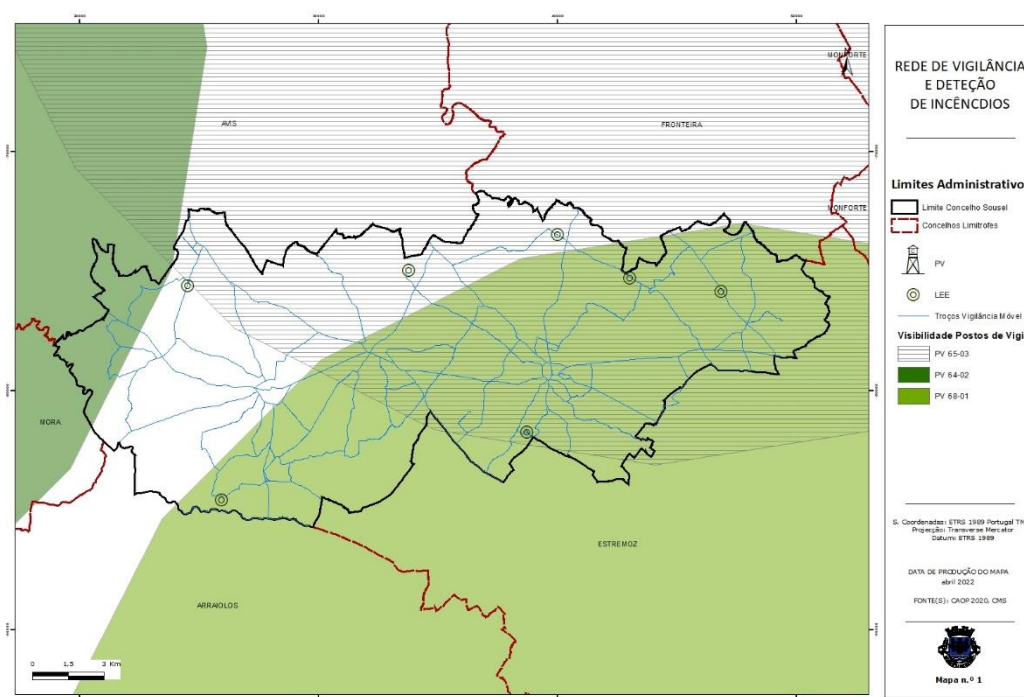 MONFORTE
AVIS
FRONTEIRA
MONFORTE
MORA
ESTREMOZ
ARRAIOLOS
0 1,5 3 Km
REDE DE VIGILÂNCIA
E DETEÇÃO
DE INCÊNCDIOS
Limites Administrativo
Limite Concelho Sousel
Concelhos Limítrofes
PV
LEE
Troços Vigilância Móvel
Visibilidade Postos de Vigi
PV 65-03
PV 64-02
PV 68-01
S. Coordenadas: ETRS 1989 Portugal TM
Projecção: Transverse Mercator
Datum: ETRS 1989
DATA DE PRODUÇÃO DO MAPA
abril 2022
FONTE(S): CAOP 2020, CMS
Mapa n.º 1